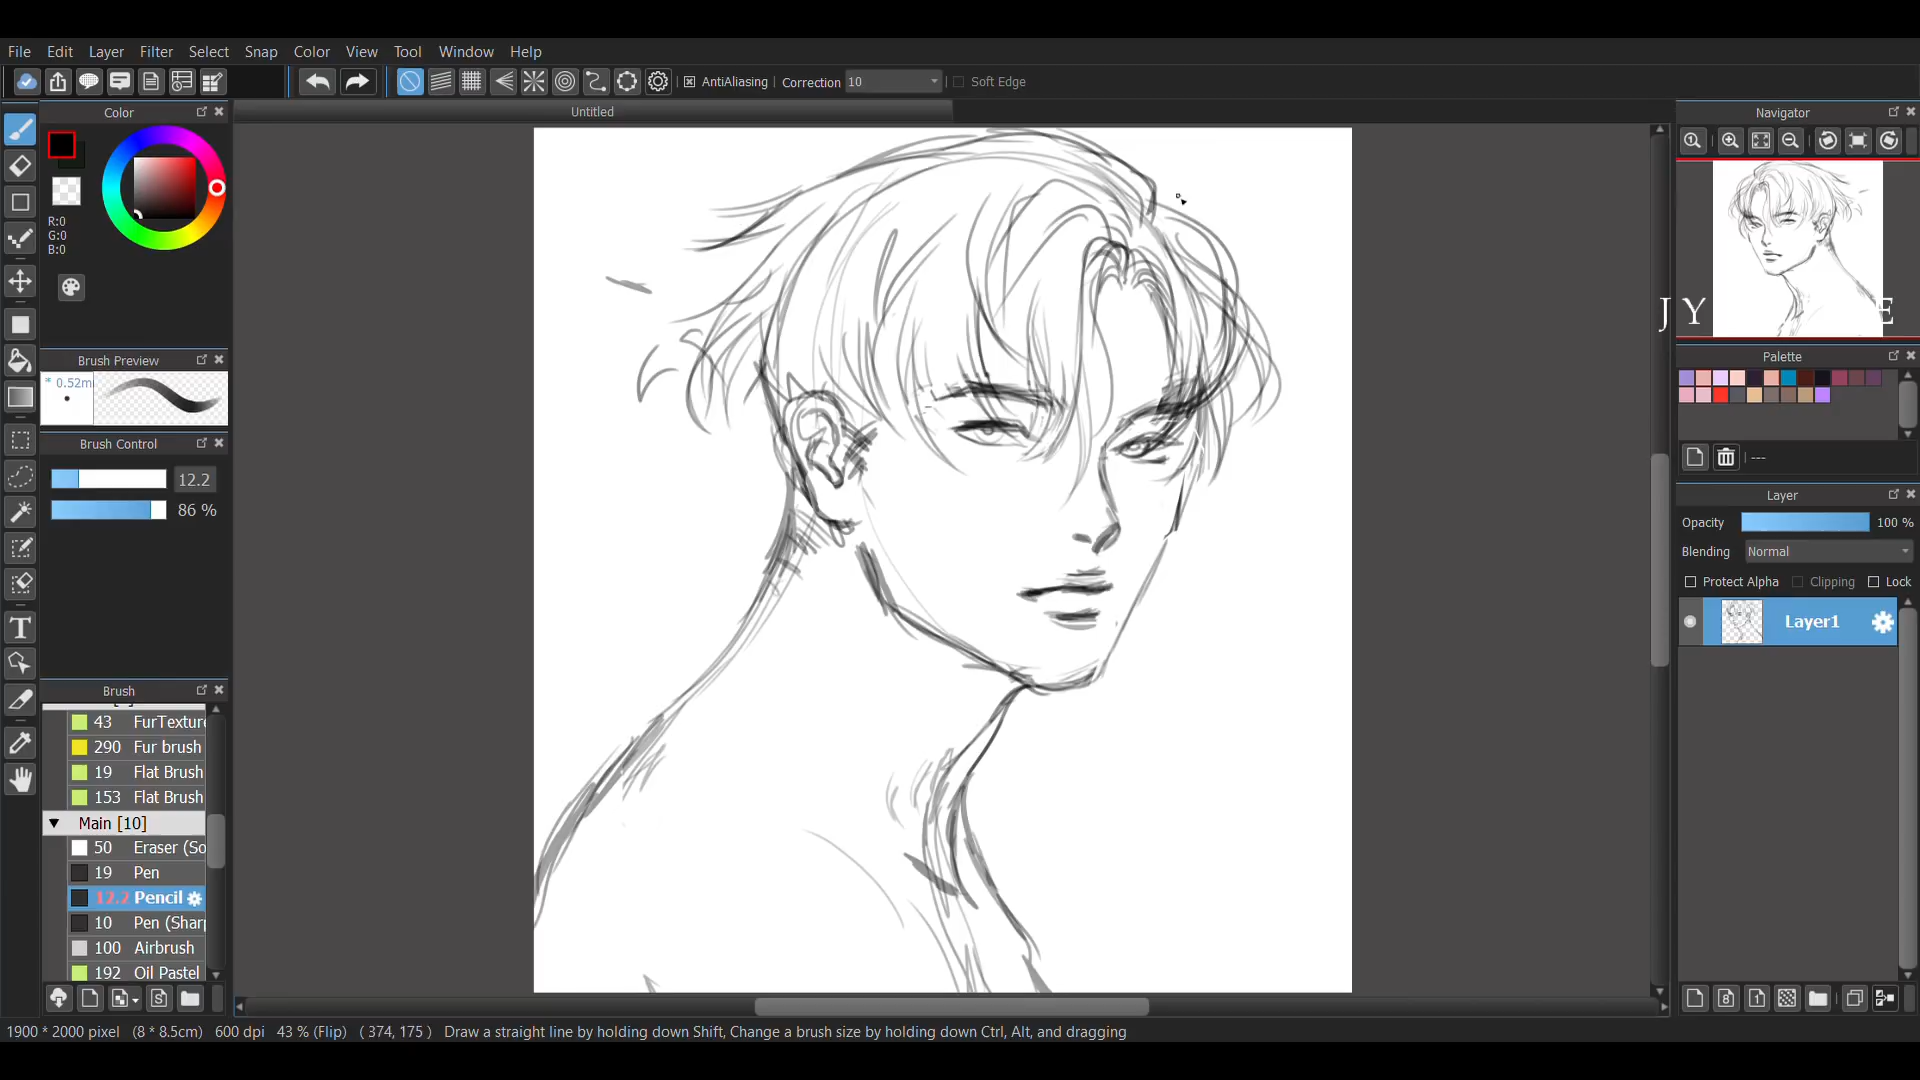 File Edit Layer Filter Select Snap Color View Tool Window Help
AntiAliasing Correction 10 Soft Edge
Color
Untitled
Navigator
R:0
G:0
B:0
J Y E
Brush Preview
* 0.52m
Palette
Brush Control
12.2
86 %
---
Layer
Opacity 100 %
Blending Normal
Protect Alpha Clipping Lock
Layer1
Brush
43 FurTexture
290 Fur brush
19 Flat Brush
153 Flat Brush
Main [10]
50 Eraser (So
19 Pen
12.2 Pencil
10 Pen (Shar
100 Airbrush
192 Oil Pastel
1900 * 2000 pixel (8 * 8.5cm) 600 dpi 43 % (Flip) ( 374, 175 ) Draw a straight line by holding down Shift, Change a brush size by holding down Ctrl, Alt, and dragging